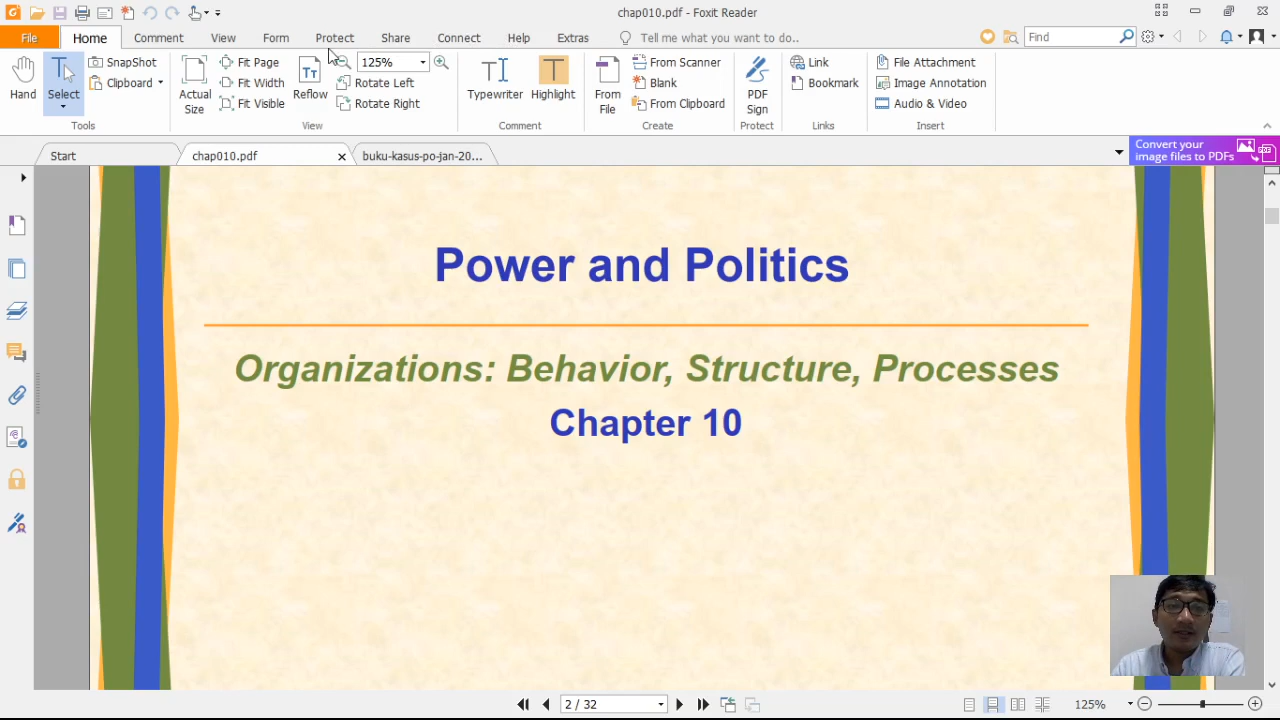 chap010.pdf - Foxit Reader
File Home Comment View Form Protect Share Connect Help Extras Tell me what you want to do.. Find
Hand
Select
SnapShot
Clipboard
Tools
Actual Size
Fit Page
Fit Width
Fit Visible
Reflow
125%
Rotate Left
Rotate Right
View
Typewriter
Highlight
Comment
From File
From Scanner
Blank
From Clipboard
Create
PDF Sign
Protect
Link
Bookmark
Links
File Attachment
Image Annotation
Audio & Video
Insert
Start chap010.pdf buku-kasus-po-jan-20...
Convert your
image files to PDFs
Power and Politics
Organizations: Behavior, Structure, Processes
Chapter 10
2 / 32 125%